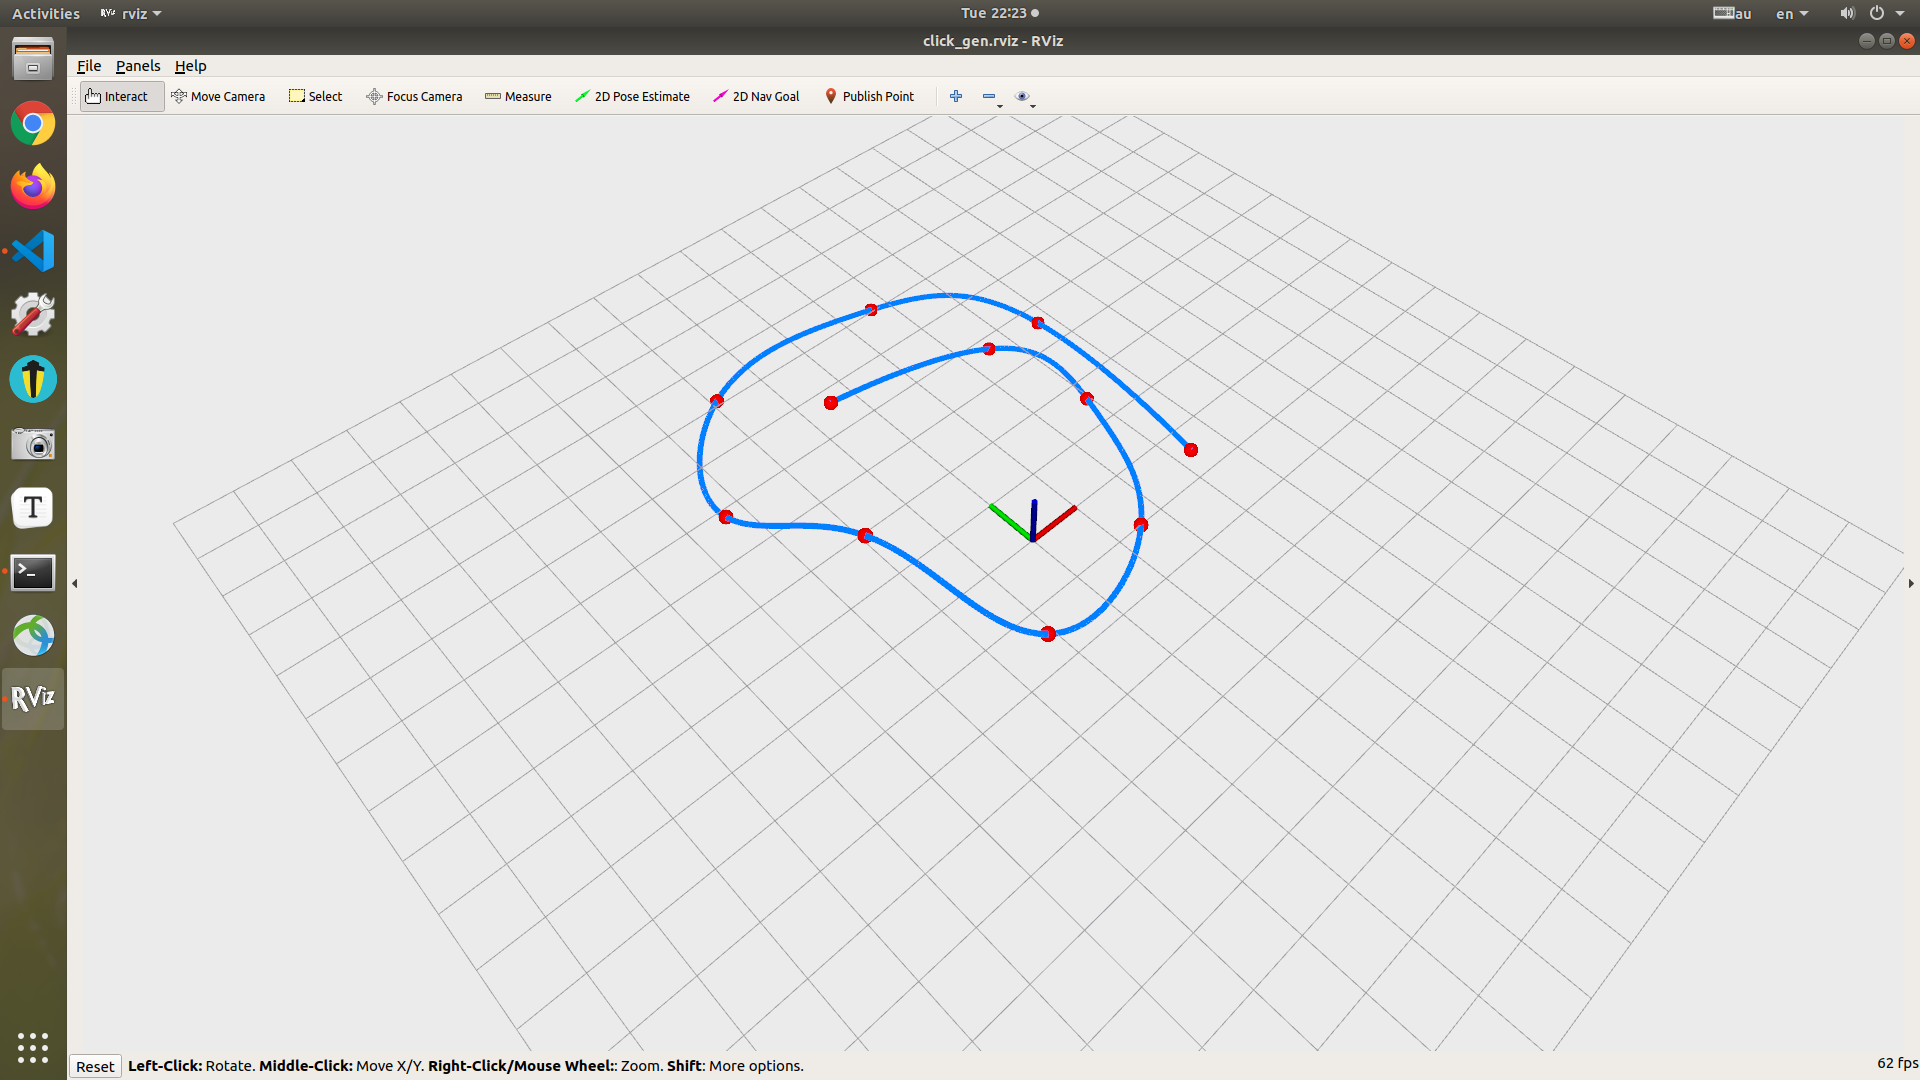 Activities RViz rviz Tue 22:23 au en
click_gen.rviz - RViz
File Panels Help
Interact Move Camera Select Focus Camera Measure 2D Pose Estimate 2D Nav Goal Publish Point
T
>_
RViz
Reset Left-Click: Rotate. Middle-Click: Move X/Y. Right-Click/Mouse Wheel:: Zoom. Shift: More options. 62 fps